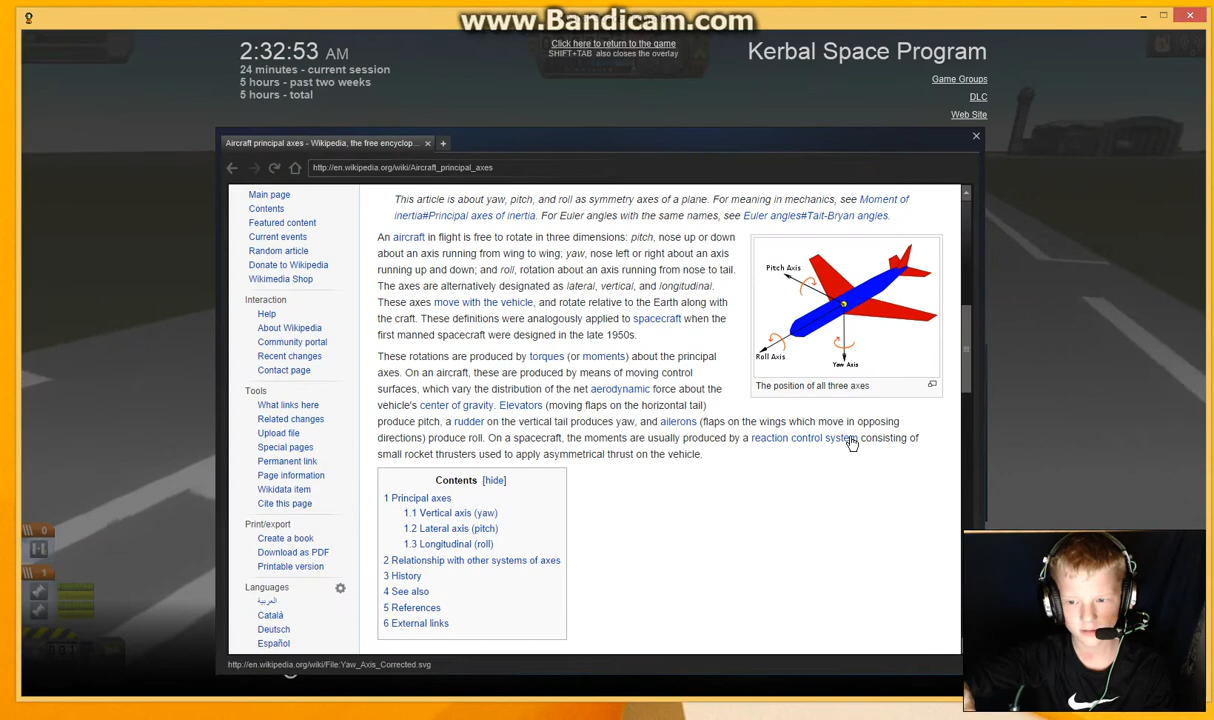 www.Bandicam.com
2:32:53 AM
24 minutes - current session
5 hours - past two weeks
5 hours - total
Click here to return to the game
SHIFT+TAB also closes the overlay
Kerbal Space Program
Game Groups
DLC
Web Site
Aircraft principal axes - Wikipedia, the free encyclop...
http://en.wikipedia.org/wiki/Aircraft_principal_axes
Main page
Contents
Featured content
Current events
Random article
Donate to Wikipedia
Wikimedia Shop
Interaction
Help
About Wikipedia
Community portal
Recent changes
Contact page
Tools
What links here
Related changes
Upload file
Special pages
Permanent link
Page information
Wikidata item
Cite this page
Print/export
Create a book
Download as PDF
Printable version
Languages
العربية
Català
Deutsch
Español
This article is about yaw, pitch, and roll as symmetry axes of a plane. For meaning in mechanics, see Moment of
inertia#Principal axes of inertia. For Euler angles with the same names, see Euler angles#Tait-Bryan angles.
An aircraft in flight is free to rotate in three dimensions: pitch, nose up or down
about an axis running from wing to wing; yaw, nose left or right about an axis
running up and down; and roll, rotation about an axis running from nose to tail.
The axes are alternatively designated as lateral, vertical, and longitudinal.
These axes move with the vehicle, and rotate relative to the Earth along with
the craft. These definitions were analogously applied to spacecraft when the
first manned spacecraft were designed in the late 1950s.
These rotations are produced by torques (or moments) about the principal
axes. On an aircraft, these are produced by means of moving control
surfaces, which vary the distribution of the net aerodynamic force about the
vehicle's center of gravity. Elevators (moving flaps on the horizontal tail)
produce pitch, a rudder on the vertical tail produces yaw, and ailerons (flaps on the wings which move in opposing
directions) produce roll. On a spacecraft, the moments are usually produced by a reaction control system consisting of
small rocket thrusters used to apply asymmetrical thrust on the vehicle.
Pitch Axis
Roll Axis
Yaw Axis
The position of all three axes
Contents [hide]
1 Principal axes
1.1 Vertical axis (yaw)
1.2 Lateral axis (pitch)
1.3 Longitudinal (roll)
2 Relationship with other systems of axes
3 History
4 See also
5 References
6 External links
http://en.wikipedia.org/wiki/File:Yaw_Axis_Corrected.svg